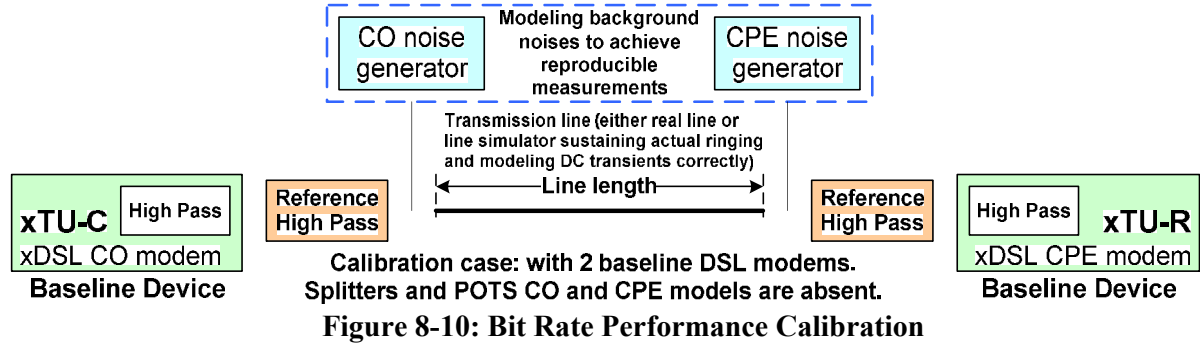 CO noise
generator
Modeling background
noises to achieve
reproducible
measurements
CPE noise
generator
Transmission line (either real line or
line simulator sustaining actual ringing
and modeling DC transients correctly)
Line length
xTU-C
High Pass
xDSL CO modem
Baseline Device
Reference
High Pass
Reference
High Pass
High Pass
xTU-R
xDSL CPE modem
Baseline Device
Calibration case: with 2 baseline DSL modems.
Splitters and POTS CO and CPE models are absent.
Figure 8-10: Bit Rate Performance Calibration